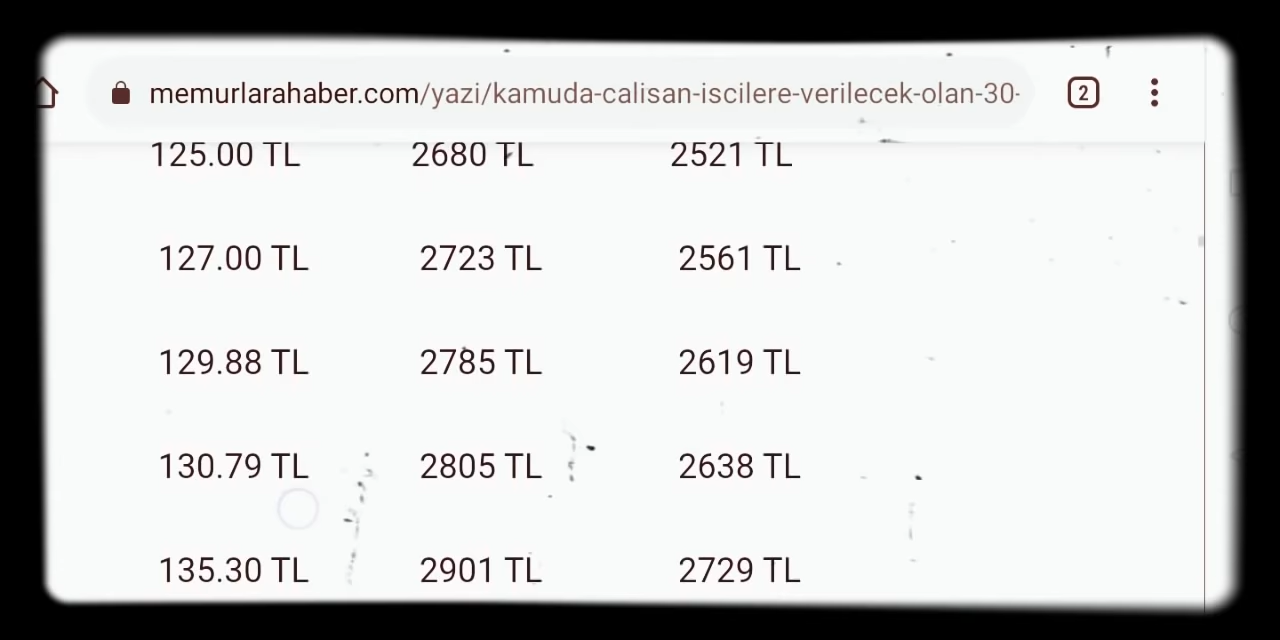 memurlarahaber.com/yazi/kamuda-calisan-iscilere-verilecek-olan-30-
2
125.00 TL 2680 TL 2521 TL
127.00 TL 2723 TL 2561 TL
129.88 TL 2785 TL 2619 TL
130.79 TL 2805 TL 2638 TL
135.30 TL 2901 TL 2729 TL